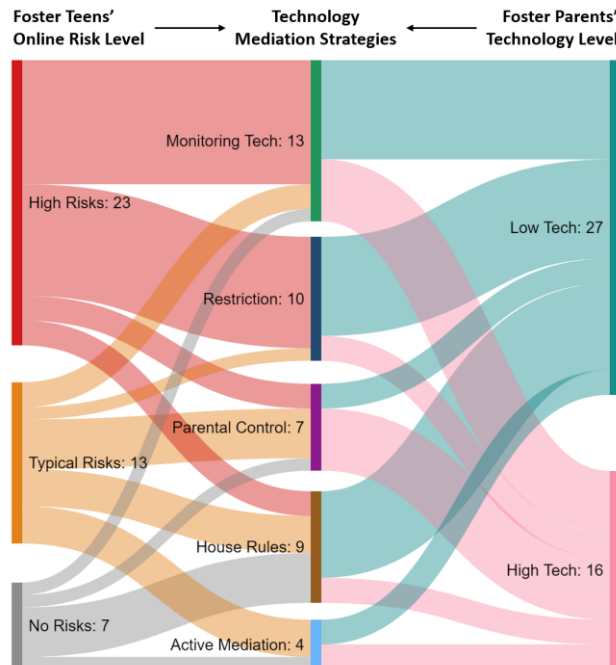 Foster Teens' Technology Foster Parents'
Online Risk Level Mediation Strategies Technology Level
Monitoring Tech: 13
High Risks: 23
Low Tech: 27
Restriction: 10
Parental Control: 7
Typical Risks: 13
House Rules: 9
High Tech: 16
No Risks: 7
Active Mediation: 4